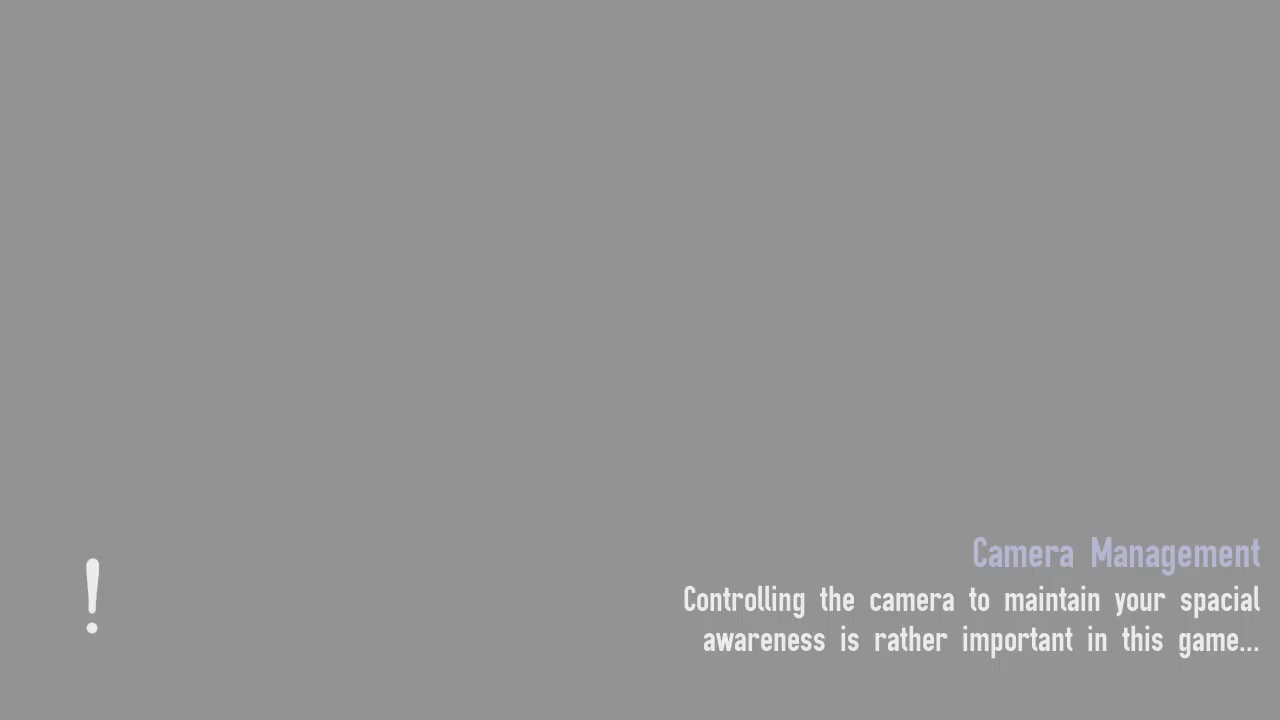 Camera Management
Controlling the camera to maintain your spacial
awareness is rather important in this game...
!